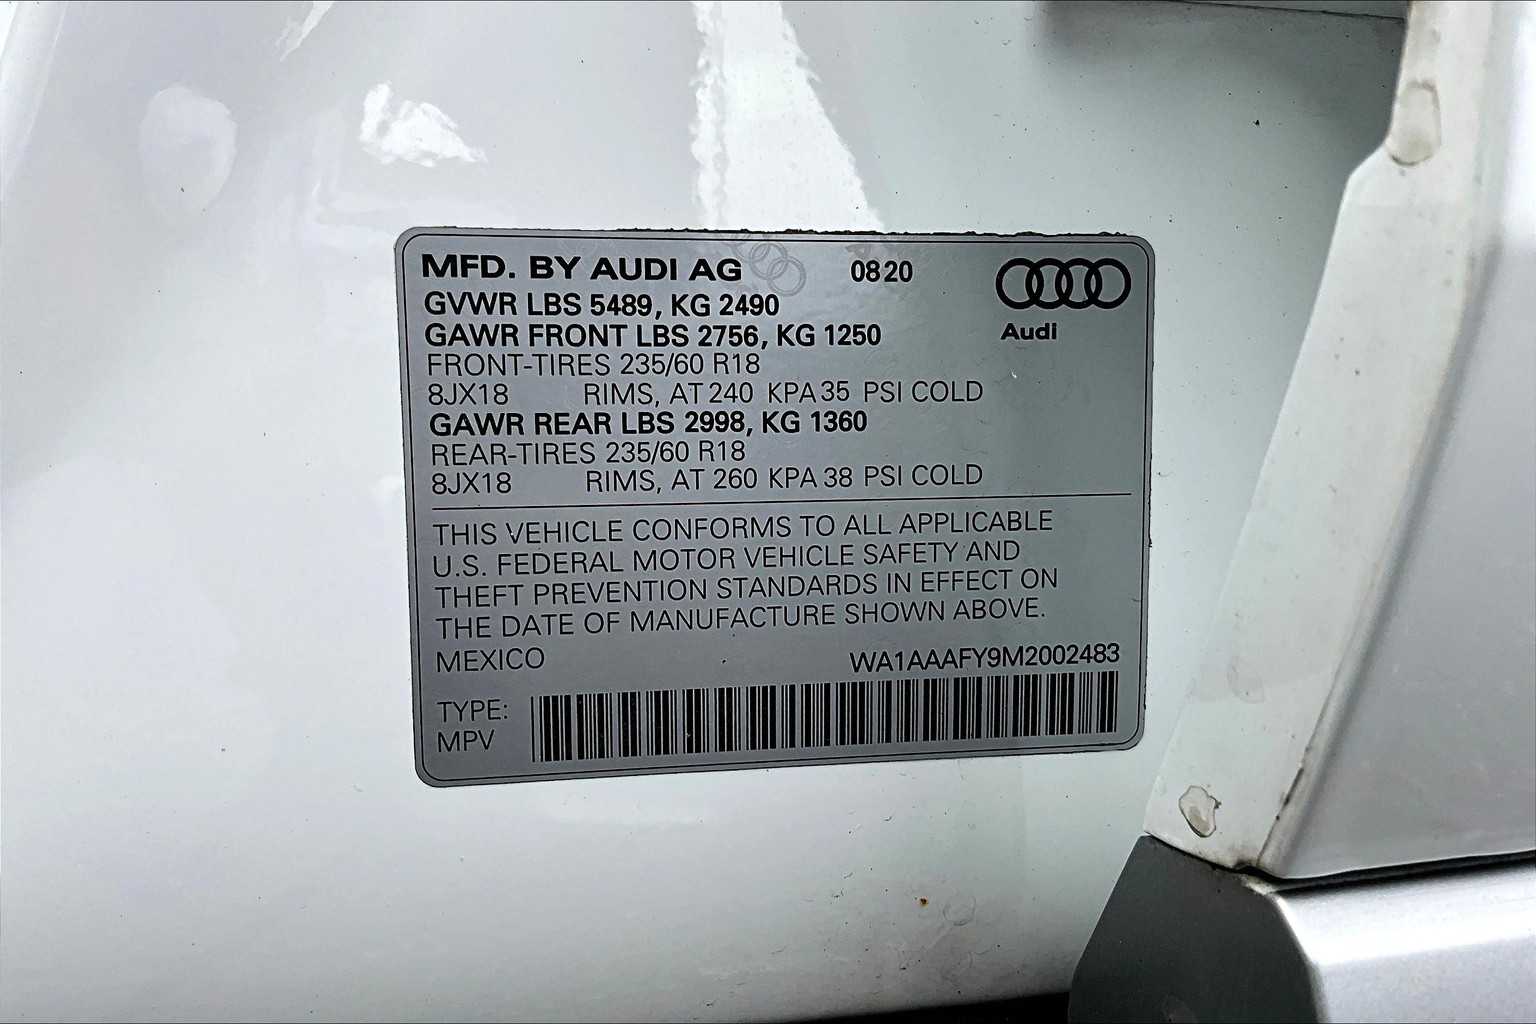 MFD. BY AUDI AG 08 20
GVWR LBS 5489, KG 2490
GAWR FRONT LBS 2756, KG 1250
Audi
FRONT-TIRES 235/60 R18
8JX18 RIMS, AT 240 KPA 35 PSI COLD
GAWR REAR LBS 2998, KG 1360
REAR-TIRES 235/60 R18
8JX18 RIMS, AT 260 KPA 38 PSI COLD
THIS VEHICLE CONFORMS TO ALL APPLICABLE
U.S. FEDERAL MOTOR VEHICLE SAFETY AND
THEFT PREVENTION STANDARDS IN EFFECT ON
THE DATE OF MANUFACTURE SHOWN ABOVE.
MEXICO WA1AAAFY9M2002483
TYPE:
MPV